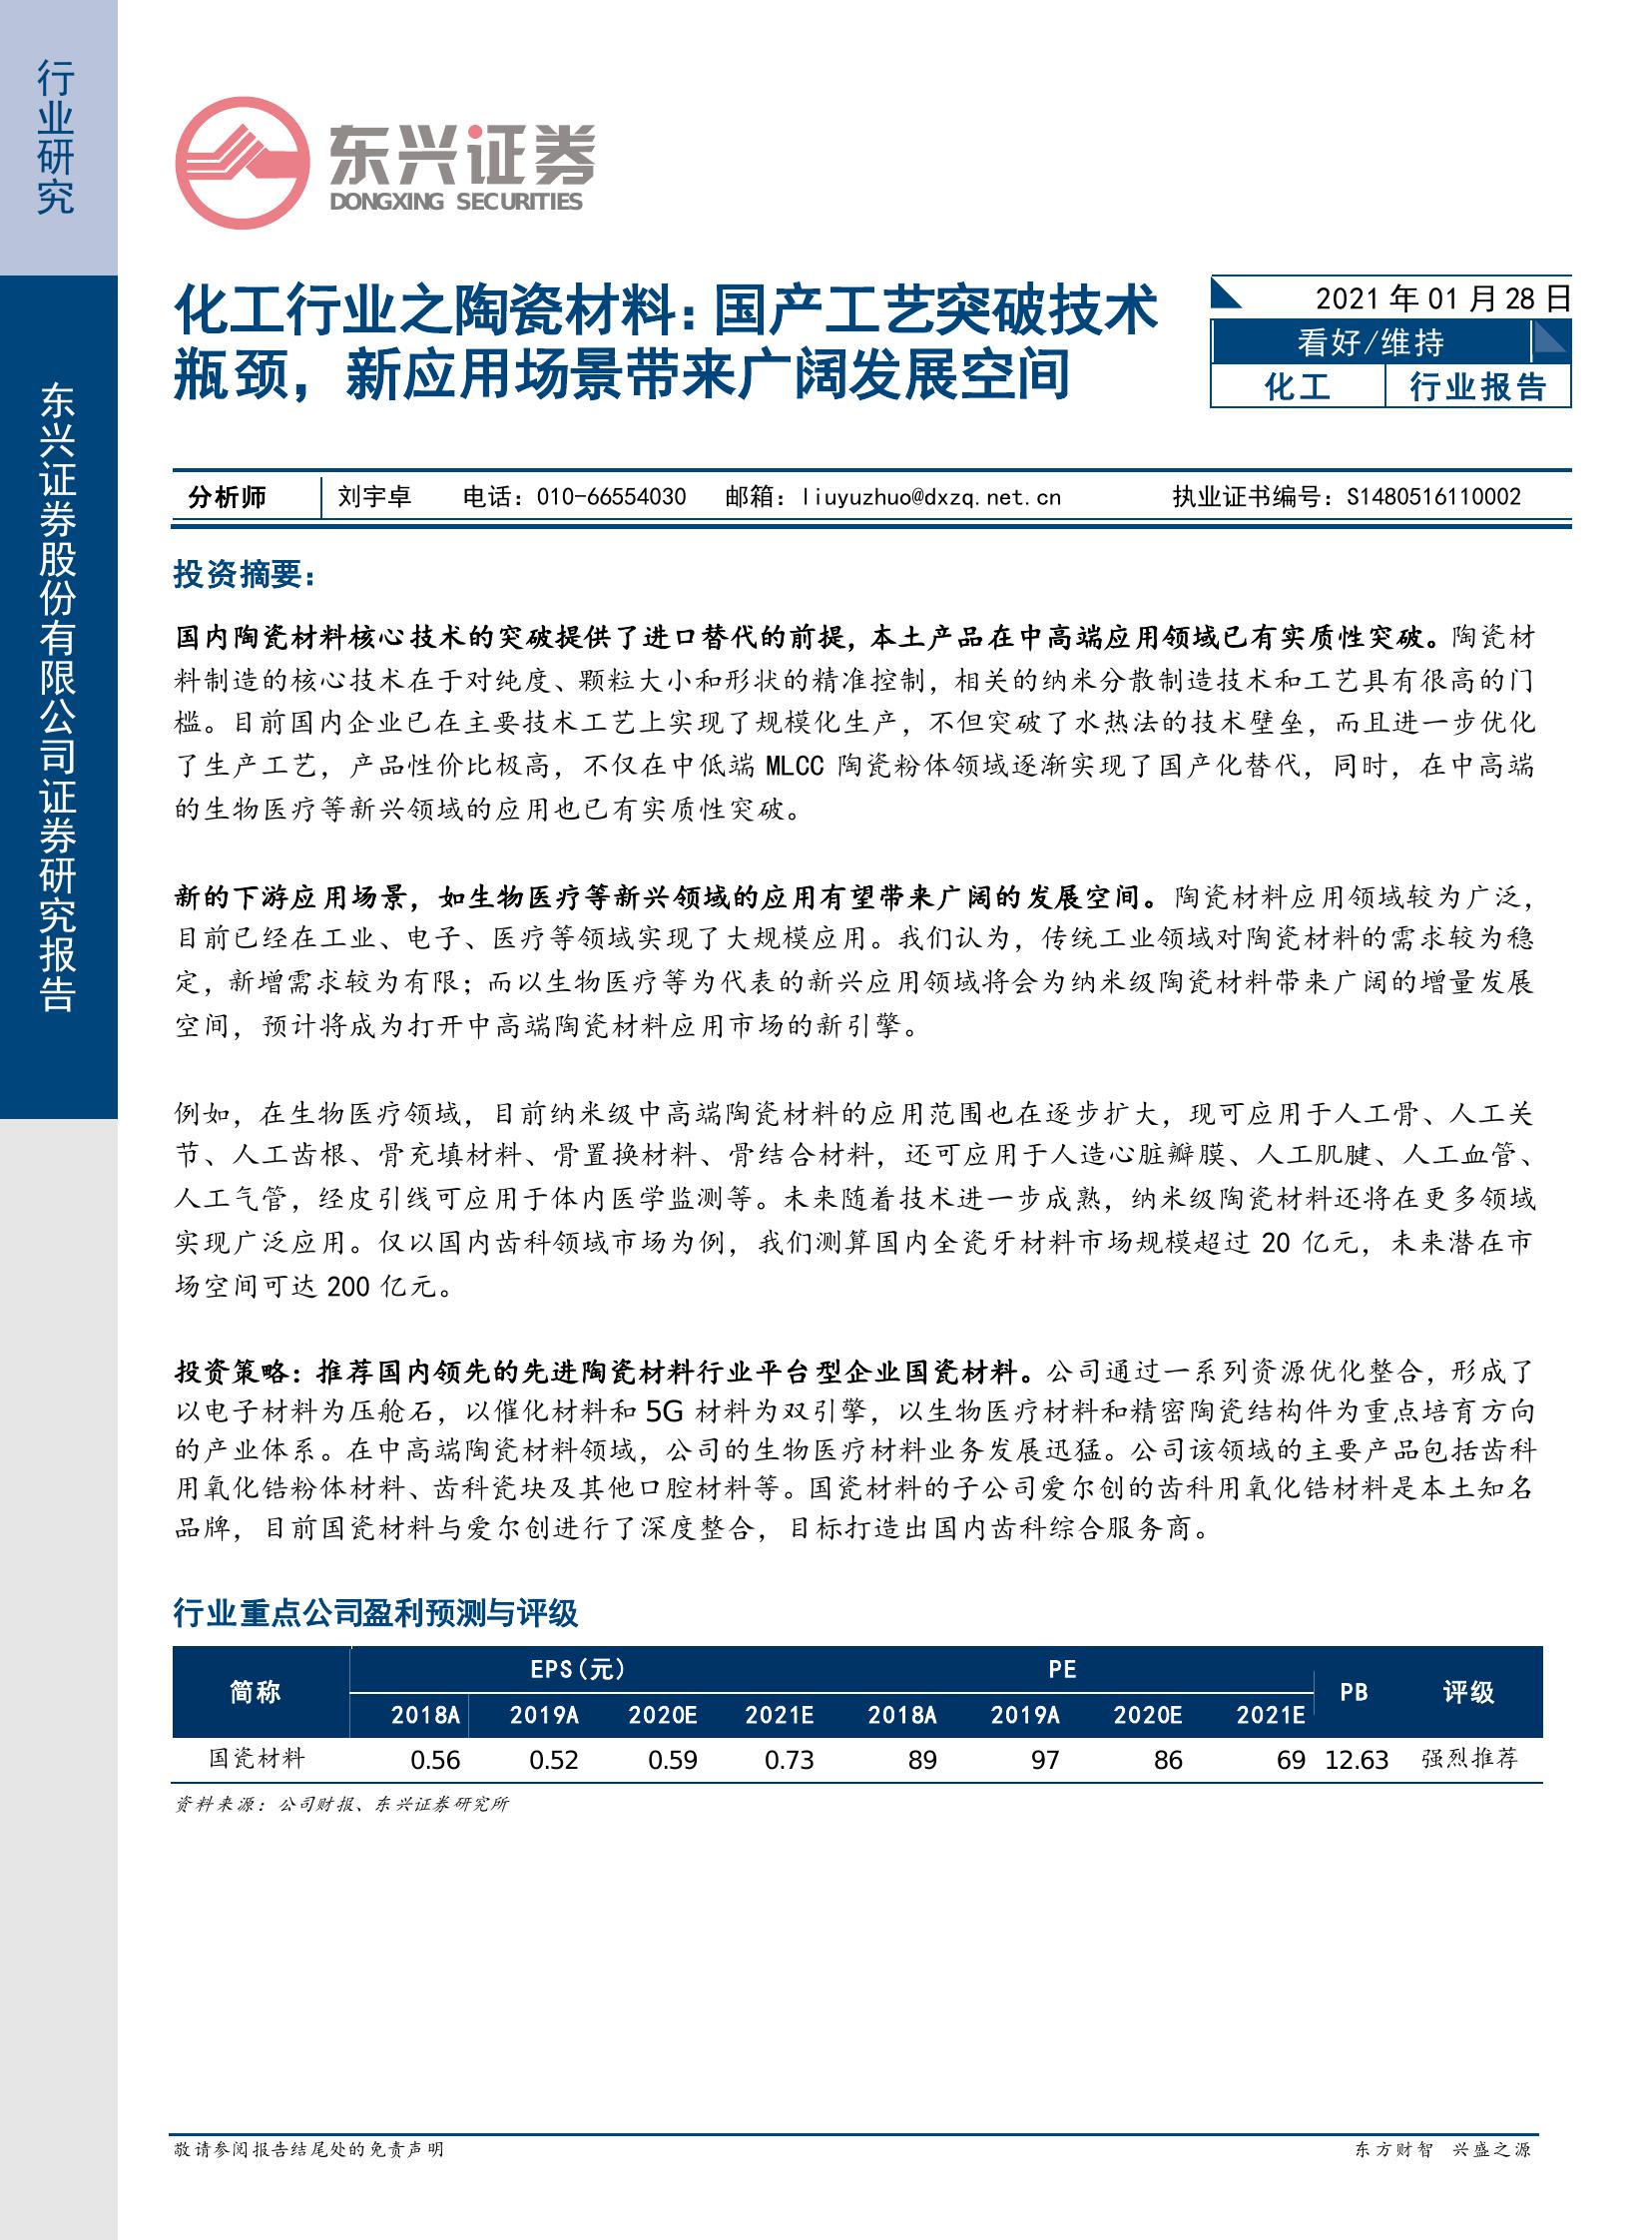 行业研究
东兴证券股份有限公司证券研究报告
东兴证券
DONGXING SECURITIES
化工行业之陶瓷材料：国产工艺突破技术
瓶颈，新应用场景带来广阔发展空间
2021 年 01 月 28 日
看好/维持
化工 行业报告
分析师 刘宇卓 电话：010-66554030 邮箱：liuyuzhuo@dxzq.net.cn 执业证书编号：S1480516110002
投资摘要：
国内陶瓷材料核心技术的突破提供了进口替代的前提，本土产品在中高端应用领域已有实质性突破。陶瓷材
料制造的核心技术在于对纯度、颗粒大小和形状的精准控制，相关的纳米分散制造技术和工艺具有很高的门
槛。目前国内企业已在主要技术工艺上实现了规模化生产，不但突破了水热法的技术壁垒，而且进一步优化
了生产工艺，产品性价比极高，不仅在中低端 MLCC 陶瓷粉体领域逐渐实现了国产化替代，同时，在中高端
的生物医疗等新兴领域的应用也已有实质性突破。
新的下游应用场景，如生物医疗等新兴领域的应用有望带来广阔的发展空间。陶瓷材料应用领域较为广泛，
目前已经在工业、电子、医疗等领域实现了大规模应用。我们认为，传统工业领域对陶瓷材料的需求较为稳
定，新增需求较为有限；而以生物医疗等为代表的新兴应用领域将会为纳米级陶瓷材料带来广阔的增量发展
空间，预计将成为打开中高端陶瓷材料应用市场的新引擎。
例如，在生物医疗领域，目前纳米级中高端陶瓷材料的应用范围也在逐步扩大，现可应用于人工骨、人工关
节、人工齿根、骨充填材料、骨置换材料、骨结合材料，还可应用于人造心脏瓣膜、人工肌腱、人工血管、
人工气管，经皮引线可应用于体内医学监测等。未来随着技术进一步成熟，纳米级陶瓷材料还将在更多领域
实现广泛应用。仅以国内齿科领域市场为例，我们测算国内全瓷牙材料市场规模超过 20 亿元，未来潜在市
场空间可达 200 亿元。
投资策略：推荐国内领先的先进陶瓷材料行业平台型企业国瓷材料。公司通过一系列资源优化整合，形成了
以电子材料为压舱石，以催化材料和 5G 材料为双引擎，以生物医疗材料和精密陶瓷结构件为重点培育方向
的产业体系。在中高端陶瓷材料领域，公司的生物医疗材料业务发展迅猛。公司该领域的主要产品包括齿科
用氧化锆粉体材料、齿科瓷块及其他口腔材料等。国瓷材料的子公司爱尔创的齿科用氧化锆材料是本土知名
品牌，目前国瓷材料与爱尔创进行了深度整合，目标打造出国内齿科综合服务商。
行业重点公司盈利预测与评级
简称 EPS(元) PE PB 评级
2018A 2019A 2020E 2021E 2018A 2019A 2020E 2021E
国瓷材料 0.56 0.52 0.59 0.73 89 97 86 69 12.63 强烈推荐
资料来源：公司财报、东兴证券研究所
敬请参阅报告结尾处的免责声明 东方财智 兴盛之源